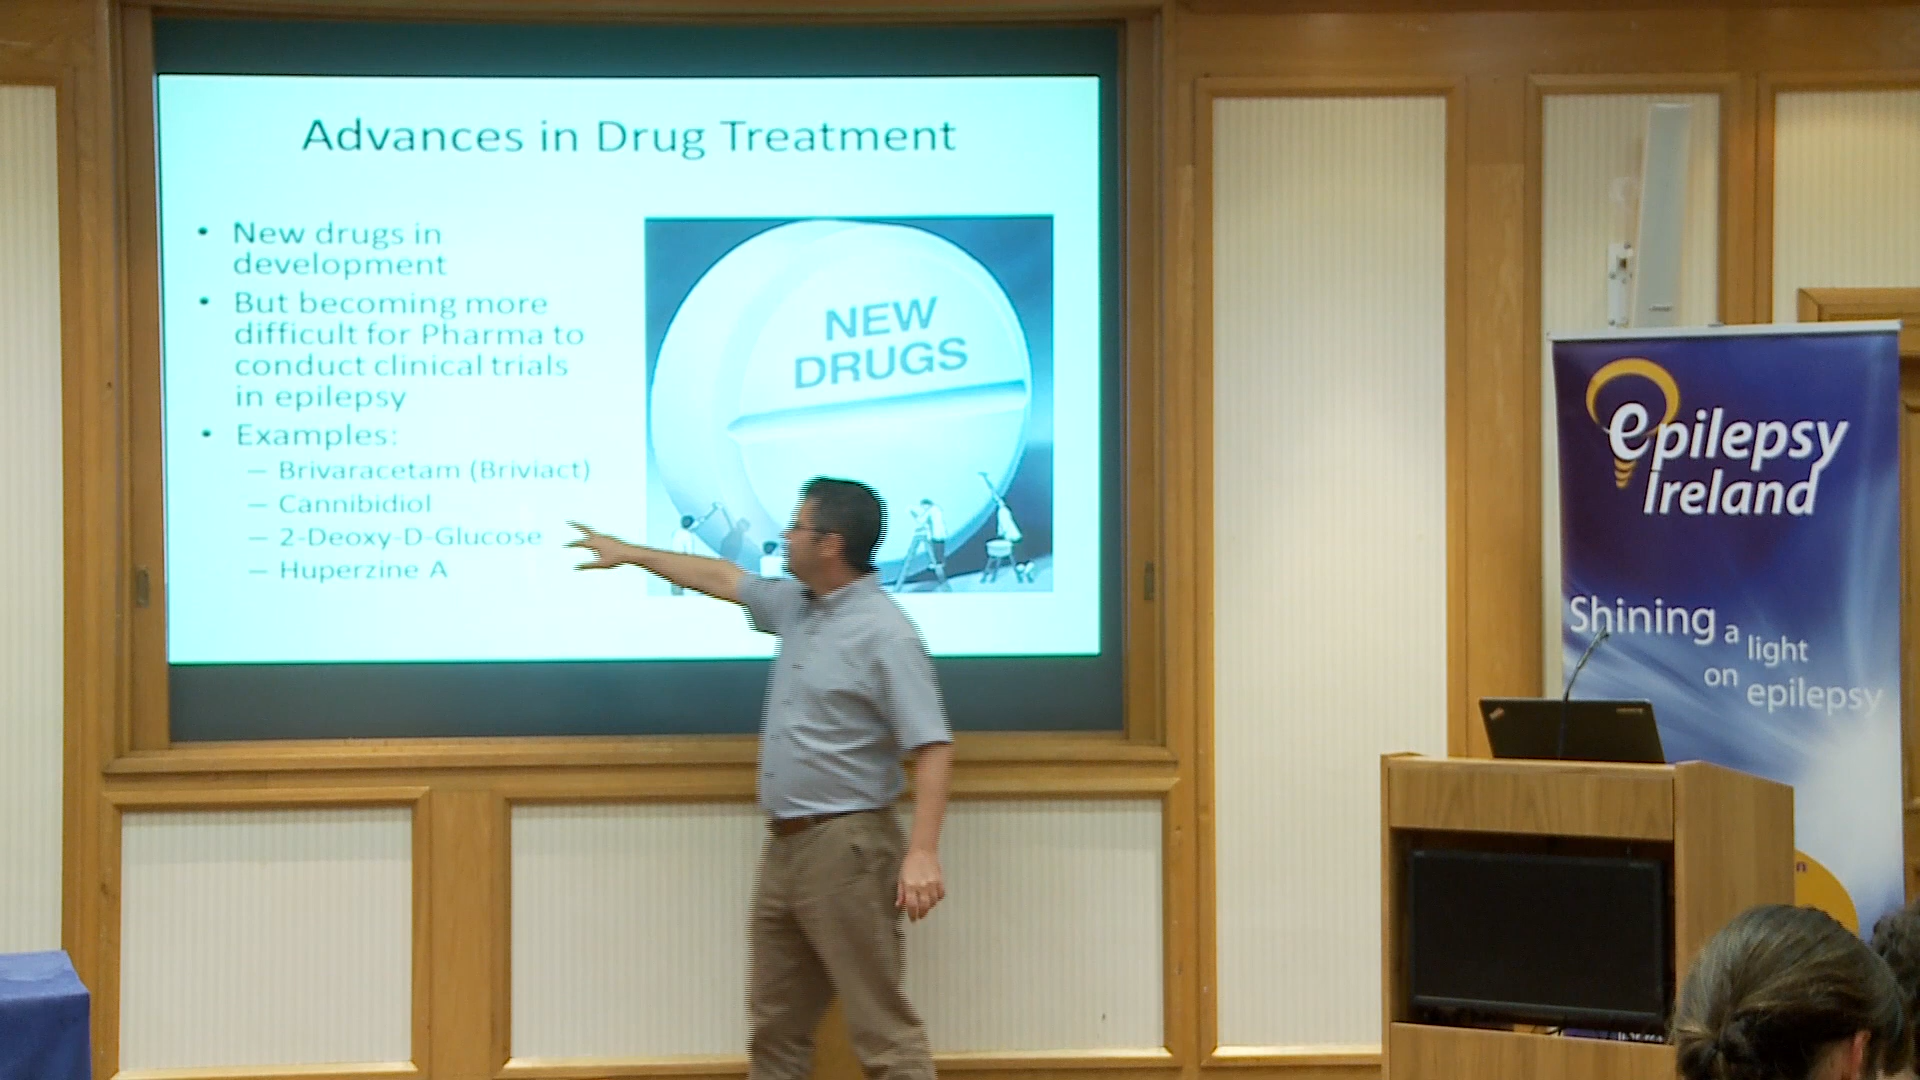 Advances in Drug Treatment
• New drugs in
development
• But becoming more
difficult for Pharma to
conduct clinical trials
in epilepsy
• Examples:
– Brivaracetam (Briviact)
– Cannibidiol
– 2-Deoxy-D-Glucose
– Huperzine A
NEW
DRUGS
epilepsy
Ireland
Shining a light
on epilepsy